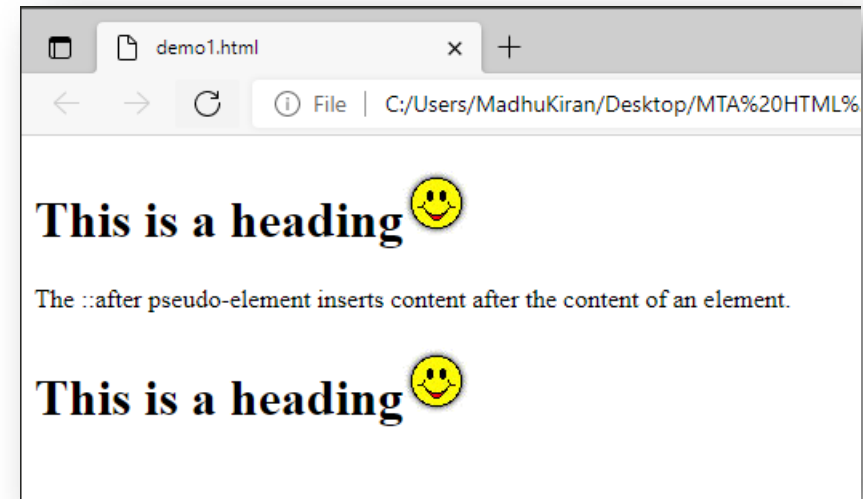 demo1.html
File | C:/Users/MadhuKiran/Desktop/MTA%20HTML%
This is a heading
The ::after pseudo-element inserts content after the content of an element.
This is a heading